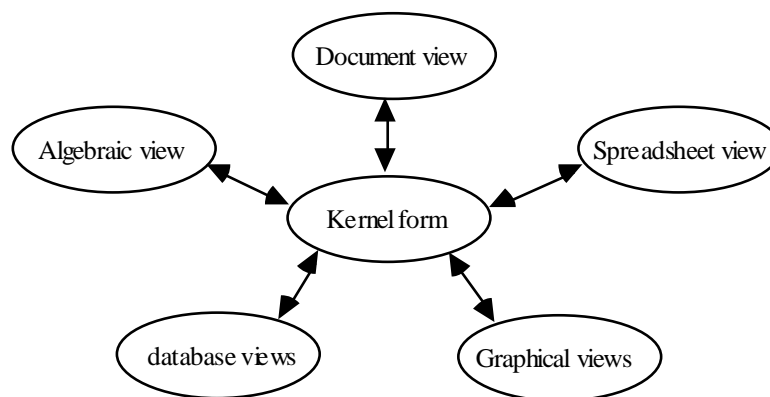 Document view
Algebraic view
Spreadsheet view
Kernel form
database views
Graphical views